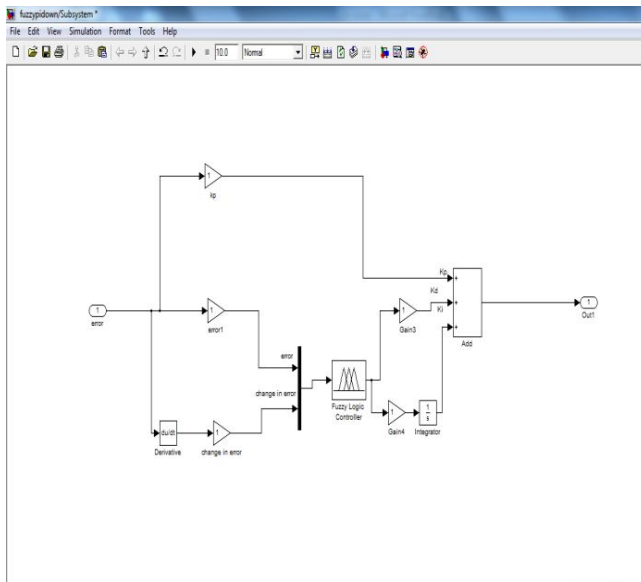 fuzzypidown/Subsystem *
File Edit View Simulation Format Tools Help
10.0 Normal
1
kp
1
error
1
error1
du/dt
Derivative
1
change in error
error
change in error
Fuzzy Logic
Controller
1
Gain3
1
Gain4
1
s
Integrator
Kp
Kd
Ki
+
+
+
Add
1
Out1